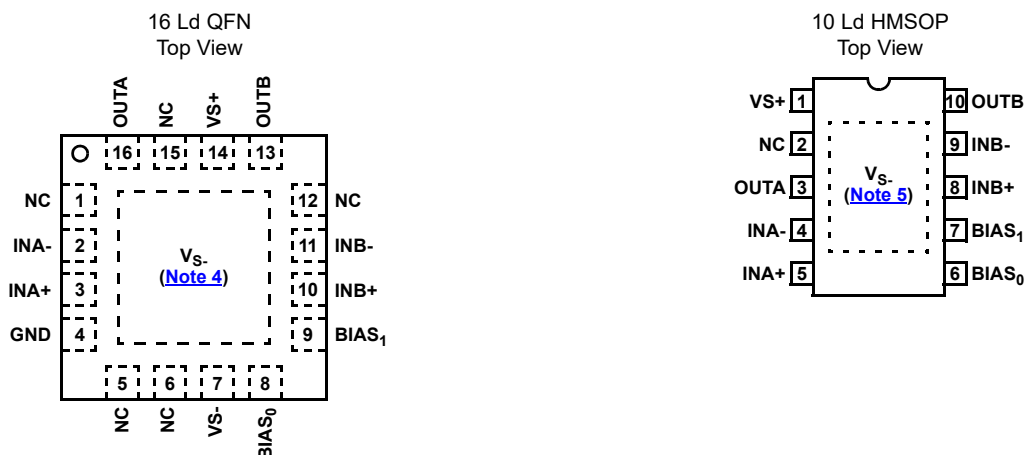 16 Ld QFN
Top View
OUTA
NC
VS+
OUTB
16
15
14
13
NC 1
12 NC
INA- 2
11 INB-
INA+ 3
10 INB+
GND 4
9 BIAS1
VS-
(Note 4)
5
6
7
8
NC
NC
VS-
BIAS0
10 Ld HMSOP
Top View
VS+ 1
10 OUTB
NC 2
9 INB-
OUTA 3
8 INB+
INA- 4
7 BIAS1
INA+ 5
6 BIAS0
VS-
(Note 5)